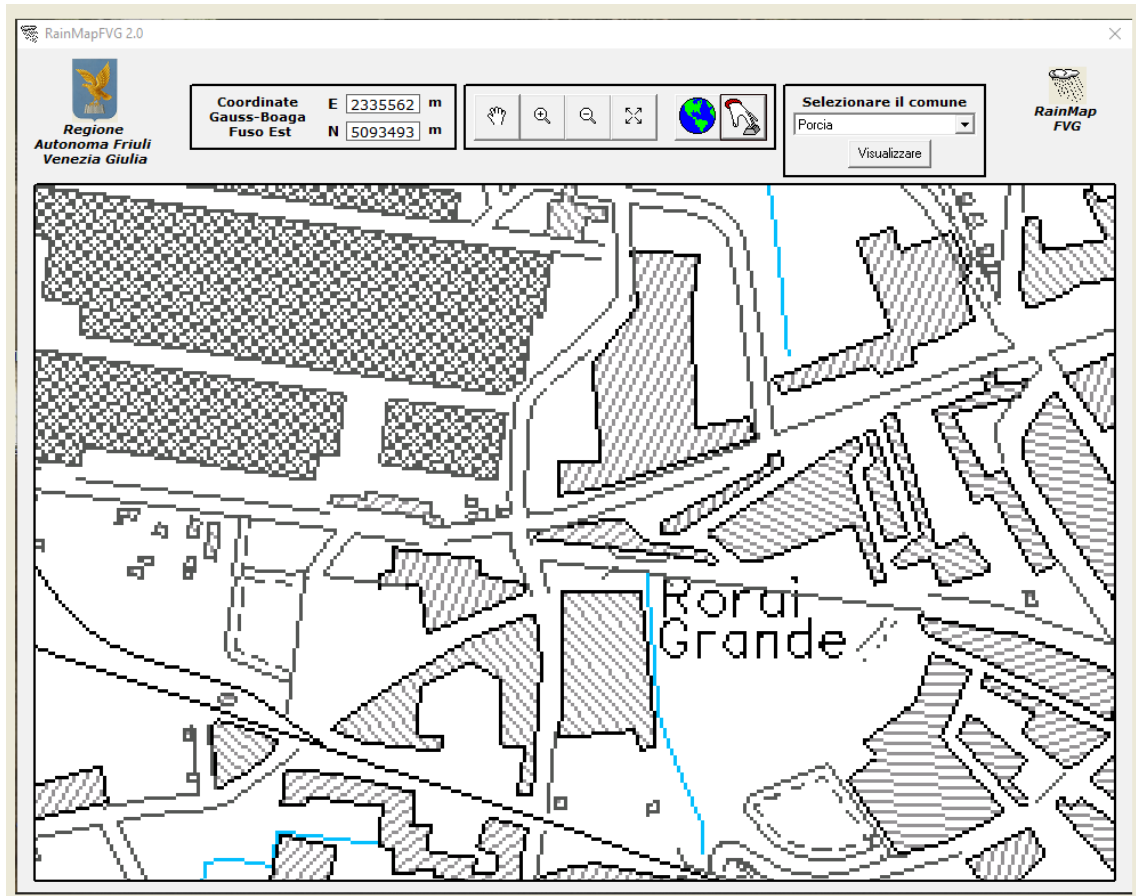 RainMapFVG 2.0
Regione
Autonoma Friuli
Venezia Giulia
Coordinate
Gauss-Boaga
Fuso Est
E 2335562 m
N 5093493 m
Selezionare il comune
Porcia
Visualizzare
RainMap
FVG
Rorai
Grande